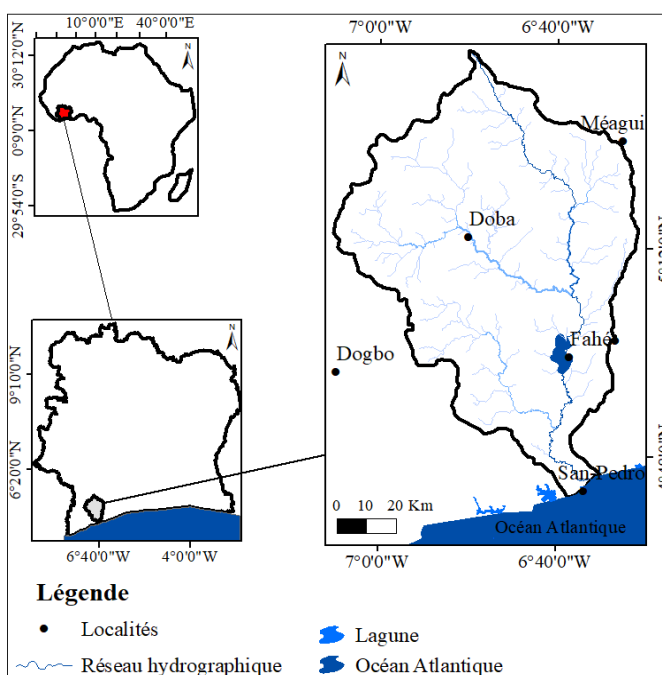 10°0'0"E 40°0'0"E
30°12'0"N
0°9'0"N
29°54'0"S
N
9°10'0"N
6°20'0"N
N
6°40'0"W 4°0'0"W
7°0'0"W 6°40'0"W
N
Méagui
Doba
Fahé
Dogbo
San-Pedro
0 10 20 Km
Océan Atlantique
7°0'0"W 6°40'0"W
Légende
Localités
Réseau hydrographique
Lagune
Océan Atlantique